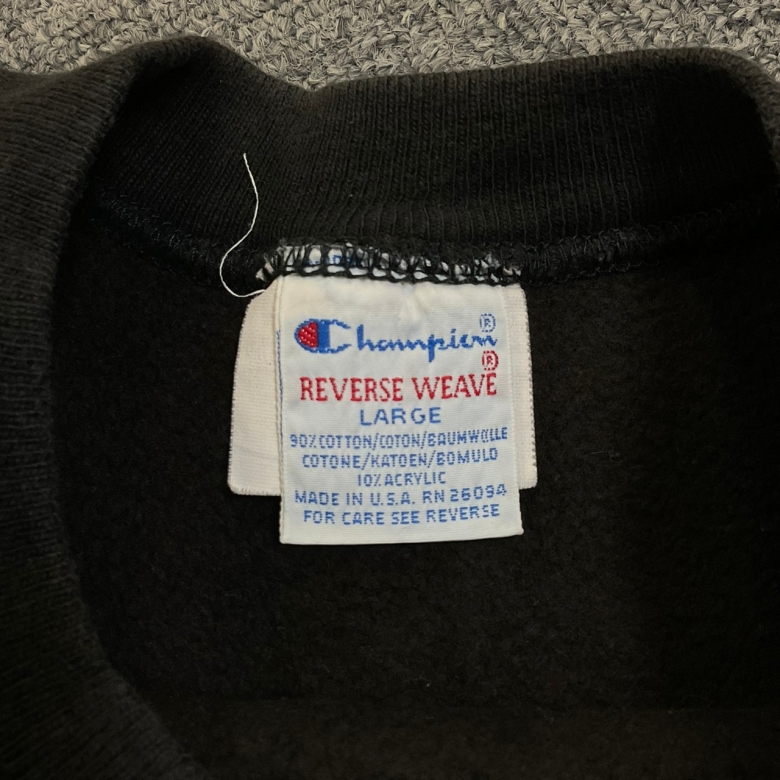 Champion®
®
REVERSE WEAVE
LARGE
90% COTTON/COTON/BAUMWOLLE
COTONE/KATOEN/BOMULD
10% ACRYLIC
MADE IN U.S.A. RN 26094
FOR CARE SEE REVERSE